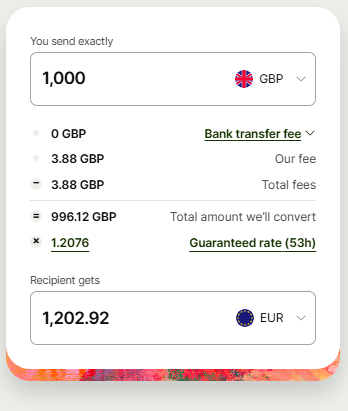 You send exactly
1,000 GBP
0 GBP Bank transfer fee
3.88 GBP Our fee
− 3.88 GBP Total fees
= 996.12 GBP Total amount we'll convert
× 1.2076 Guaranteed rate (53h)
Recipient gets
1,202.92 EUR